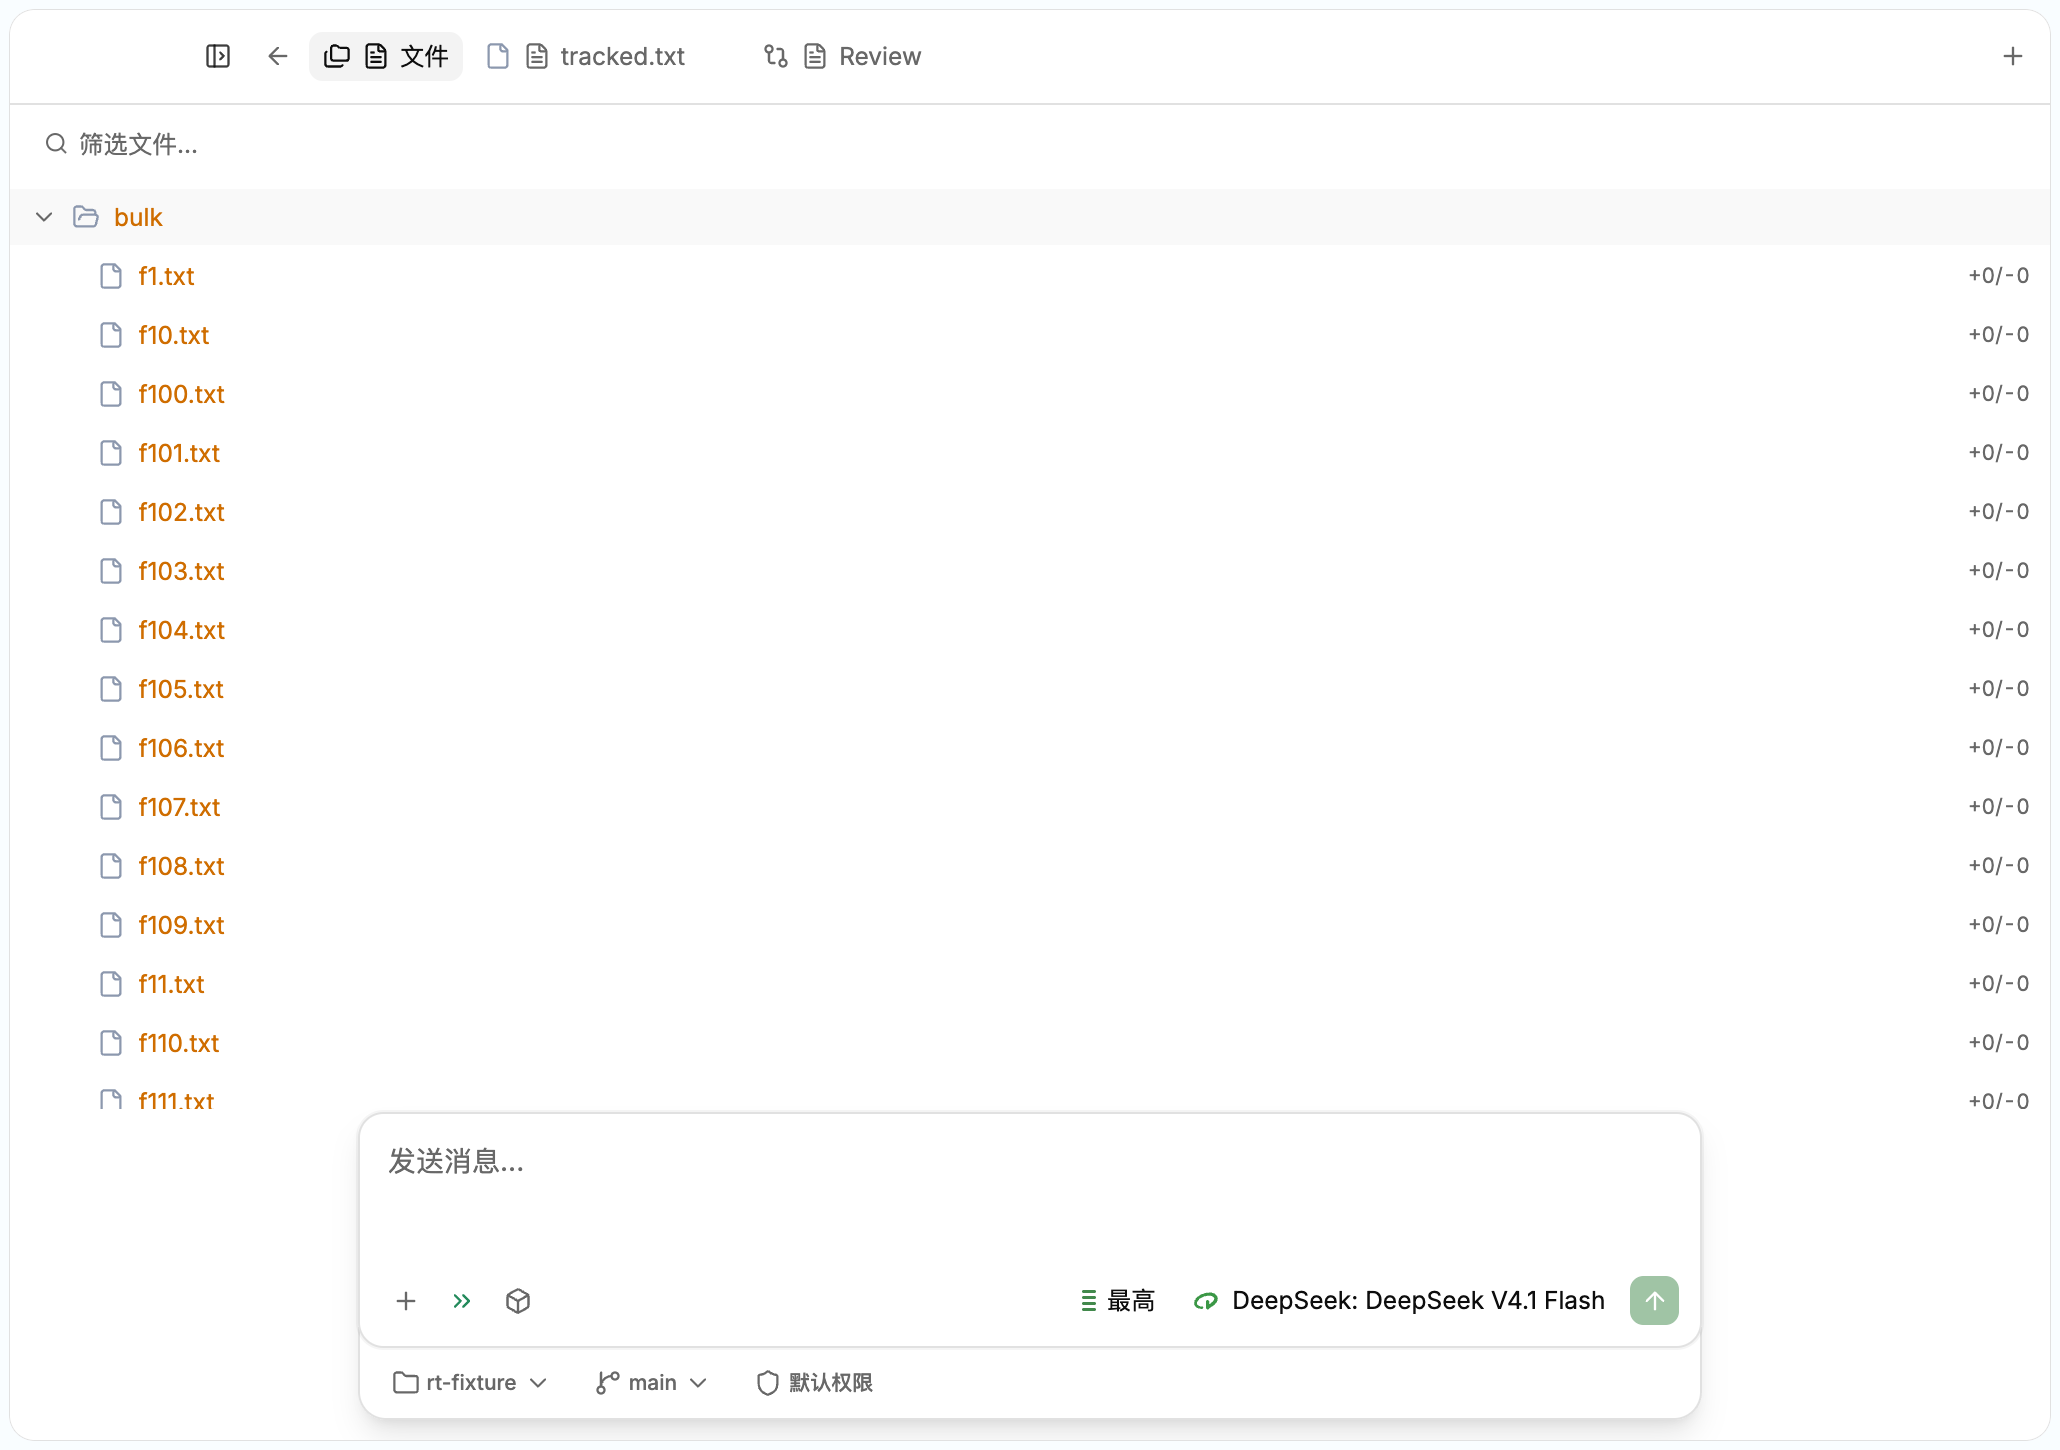 文件 tracked.txt Review
筛选文件...
bulk
f1.txt +0/-0
f10.txt +0/-0
f100.txt +0/-0
f101.txt +0/-0
f102.txt +0/-0
f103.txt +0/-0
f104.txt +0/-0
f105.txt +0/-0
f106.txt +0/-0
f107.txt +0/-0
f108.txt +0/-0
f109.txt +0/-0
f11.txt +0/-0
f110.txt +0/-0
f111.txt +0/-0
发送消息...
最高 DeepSeek: DeepSeek V4.1 Flash
rt-fixture main 默认权限